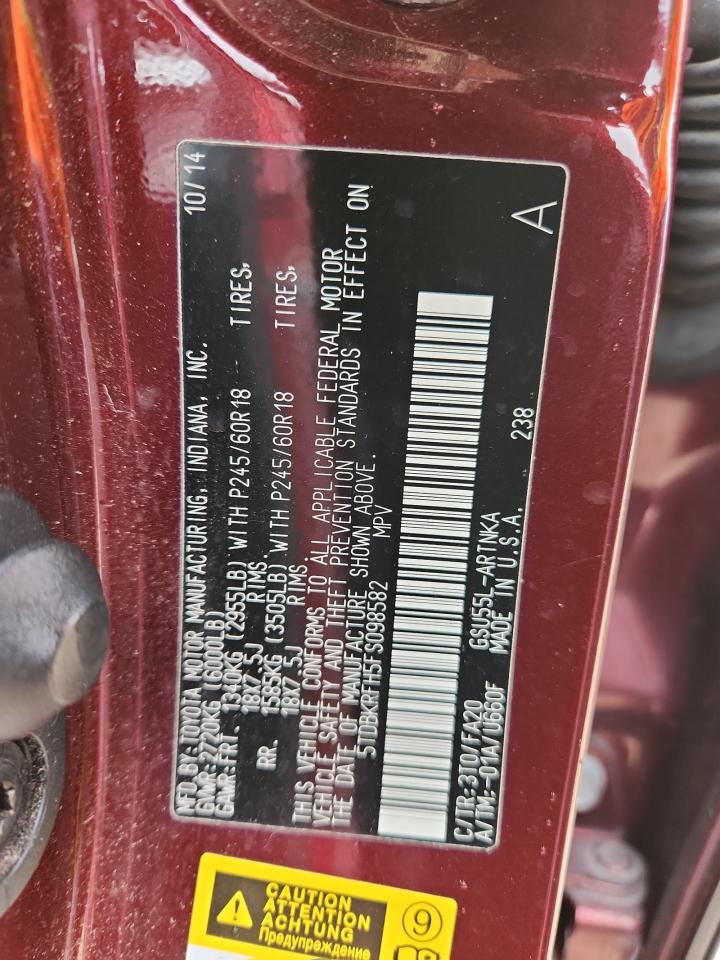 MFD BY: TOYOTA MOTOR MANUFACTURING, INDIANA, INC. 10/14
GVWR: 2720KG (6000LB)
GAWR: FRT. 1340KG (2955LB) WITH P245/60R18 TIRES,
18X7.5J RIMS.
RR. 1585KG (3505LB) WITH P245/60R18 TIRES,
18X7.5J RIMS.
THIS VEHICLE CONFORMS TO ALL APPLICABLE FEDERAL MOTOR
VEHICLE SAFETY AND THEFT PREVENTION STANDARDS IN EFFECT ON
THE DATE OF MANUFACTURE SHOWN ABOVE.
5TDBKRFH5FS098582 MPV
C/TR: 3T0/FA20 GSU55L-ARTNKA 238
A/TM: -01A/U660F MADE IN U.S.A. A
CAUTION
ATTENTION
ACHTUNG
Предупреждение
9